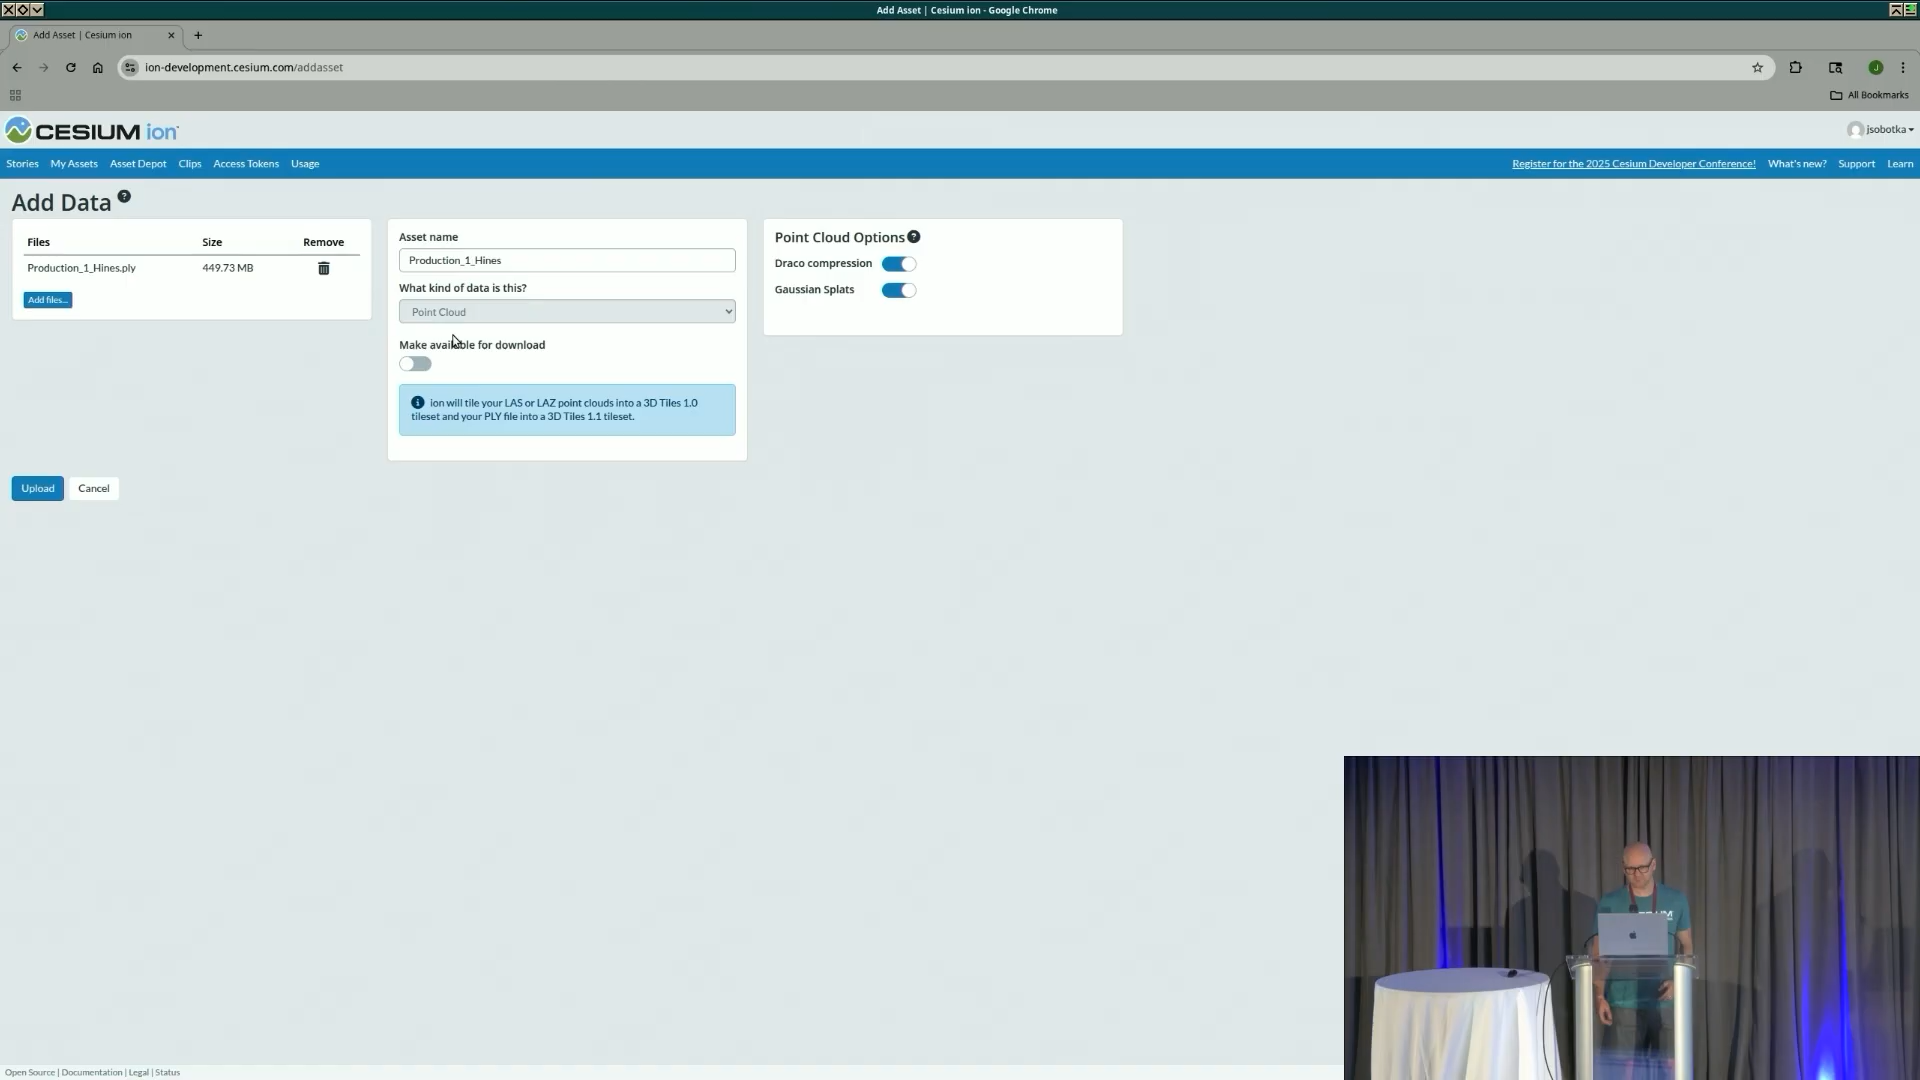 Add Asset | Cesium ion - Google Chrome
Add Asset | Cesium ion
ion-development.cesium.com/addasset
J
All Bookmarks
CESIUM ion
jsobotka
Stories My Assets Asset Depot Clips Access Tokens Usage
Register for the 2025 Cesium Developer Conference! What's new? Support Learn
Add Data ?
Files Size Remove
Production_1_Hines.ply 449.73 MB
Add files...
Asset name
Production_1_Hines
What kind of data is this?
Point Cloud
Make available for download
ion will tile your LAS or LAZ point clouds into a 3D Tiles 1.0
tileset and your PLY file into a 3D Tiles 1.1 tileset.
Point Cloud Options ?
Draco compression
Gaussian Splats
Upload Cancel
Open Source | Documentation | Legal | Status